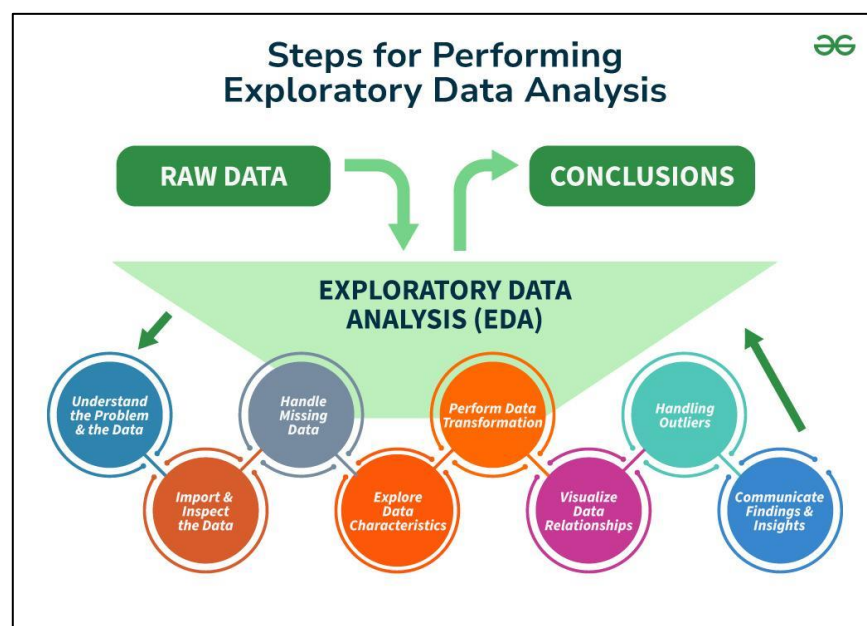 Steps for Performing
Exploratory Data Analysis
RAW DATA
CONCLUSIONS
EXPLORATORY DATA
ANALYSIS (EDA)
Understand
the Problem
& the Data
Import &
Inspect
the Data
Handle
Missing
Data
Explore
Data
Characteristics
Perform Data
Transformation
Visualize
Data
Relationships
Handling
Outliers
Communicate
Findings &
Insights